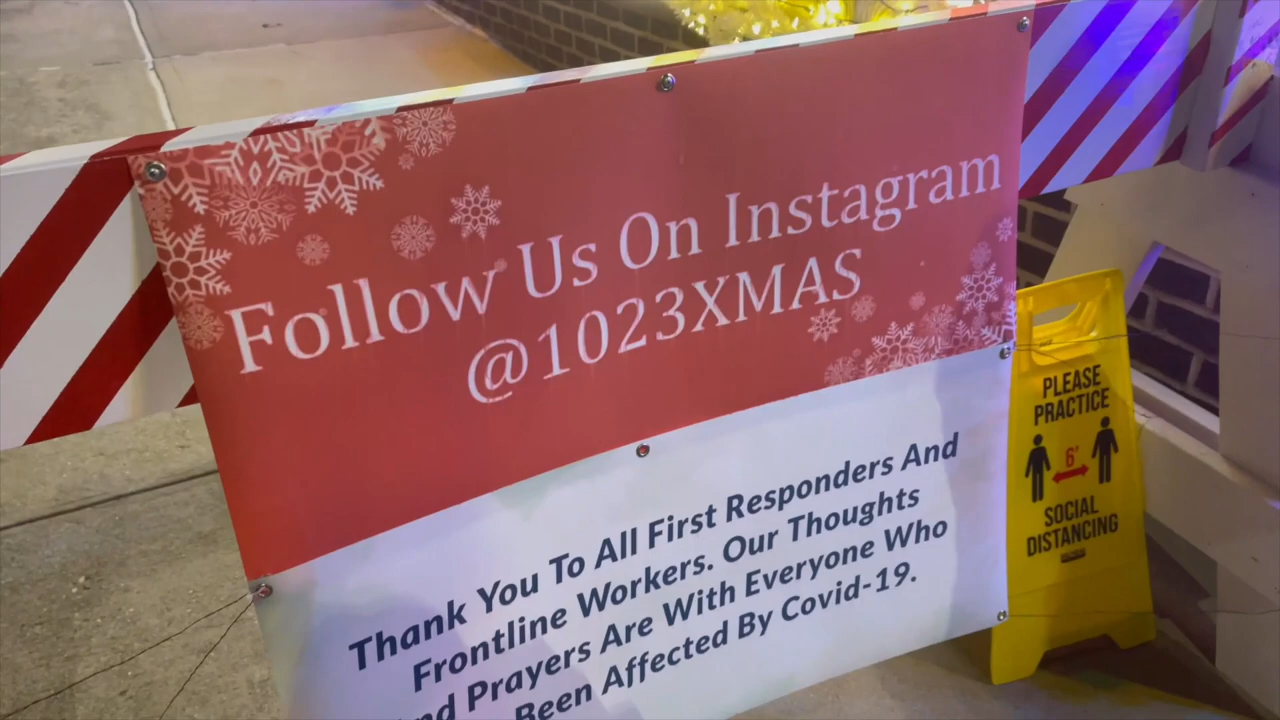 Follow Us On Instagram
@1023XMAS
Thank You To All First Responders And
Frontline Workers. Our Thoughts
nd Prayers Are With Everyone Who
Been Affected By Covid-19.
PLEASE
PRACTICE
6'
SOCIAL
DISTANCING